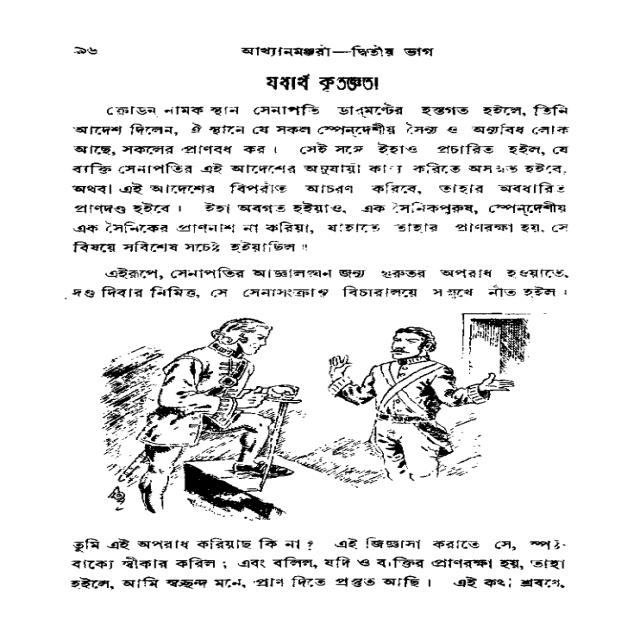 ৯৬ আখ্যানমঞ্জরী—দ্বিতীয় ভাগ
যথার্থ কৃতজ্ঞতা
ক্রোডন্ নামক স্থান সেনাপতি ডাগ্‌মণ্টের হস্তগত হইলে, তিনি
আদেশ দিলেন, ঐ স্থানে যে সকল স্পেন্‌দেশীয় সৈন্য ও অন্যবিধ লোক
আছে, সকলের প্রাণবধ কর। সেই সঙ্গে ইহাও প্রচারিত হইল, যে
ব্যক্তি সেনাপতির এই আদেশের অনুযায়ী কার্য্য করিতে অসম্মত হইবে,
অথবা এই আদেশের বিপরীত আচরণ করিবে, তাহার অবধারিত
প্রাণদণ্ড হইবে। ইহা অবগত হইয়াও, এক সৈনিকপুরুষ, স্পেন্‌দেশীয়
এক সৈনিকের প্রাণনাশ না করিয়া, যাহাতে তাহার প্রাণরক্ষা হয়, সে
বিষয়ে সবিশেষ সচেষ্ট হইয়াছিল॥
এইরূপে, সেনাপতির আজ্ঞালঙ্ঘন জন্য গুরুতর অপরাধ হওয়াতে,
দণ্ড দিবার নিমিত্ত, সে সেনাসংক্রান্ত বিচারালয়ে সম্মুখে নীত হইল।
তুমি এই অপরাধ করিয়াছ কি না? এই জিজ্ঞাসা করাতে সে, স্পষ্ট-
বাক্যে স্বীকার করিল; এবং বলিল, যদি ও ব্যক্তির প্রাণরক্ষা হয়, তাহা
হইলে, আমি স্বচ্ছন্দ মনে, প্রাণ দিতে প্রস্তুত আছি। এই কথা শ্রবণে,